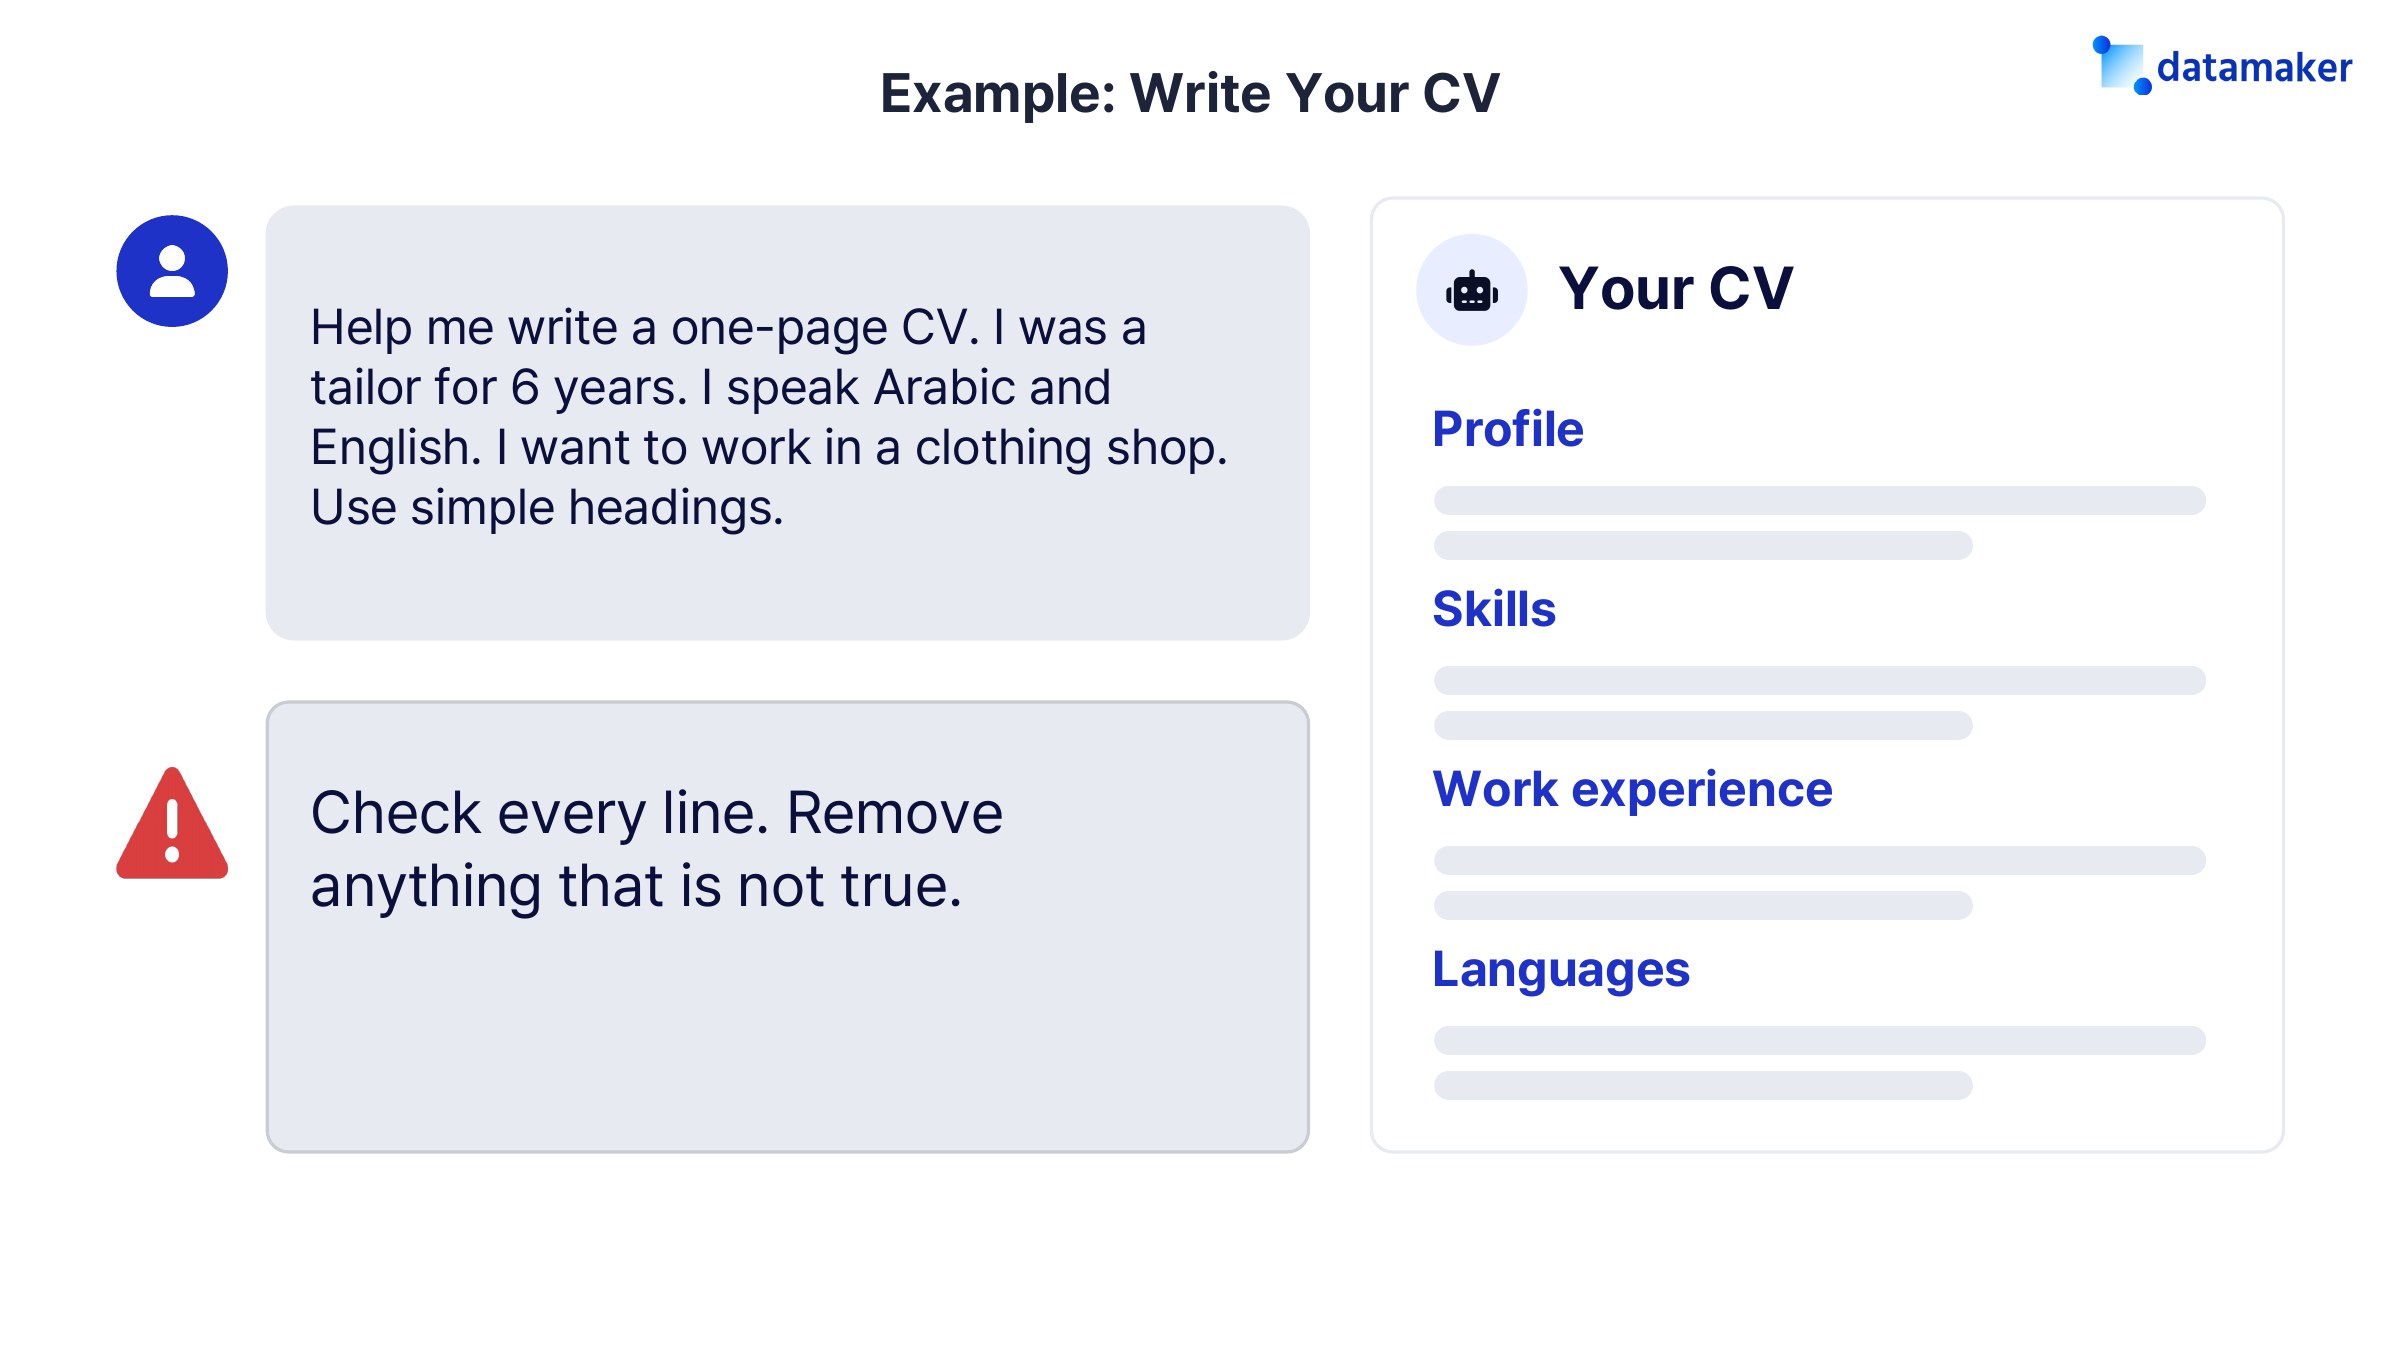 Example: Write Your CV
datamaker
Help me write a one-page CV. I was a
tailor for 6 years. I speak Arabic and
English. I want to work in a clothing shop.
Use simple headings.
Check every line. Remove
anything that is not true.
Your CV
Profile
Skills
Work experience
Languages